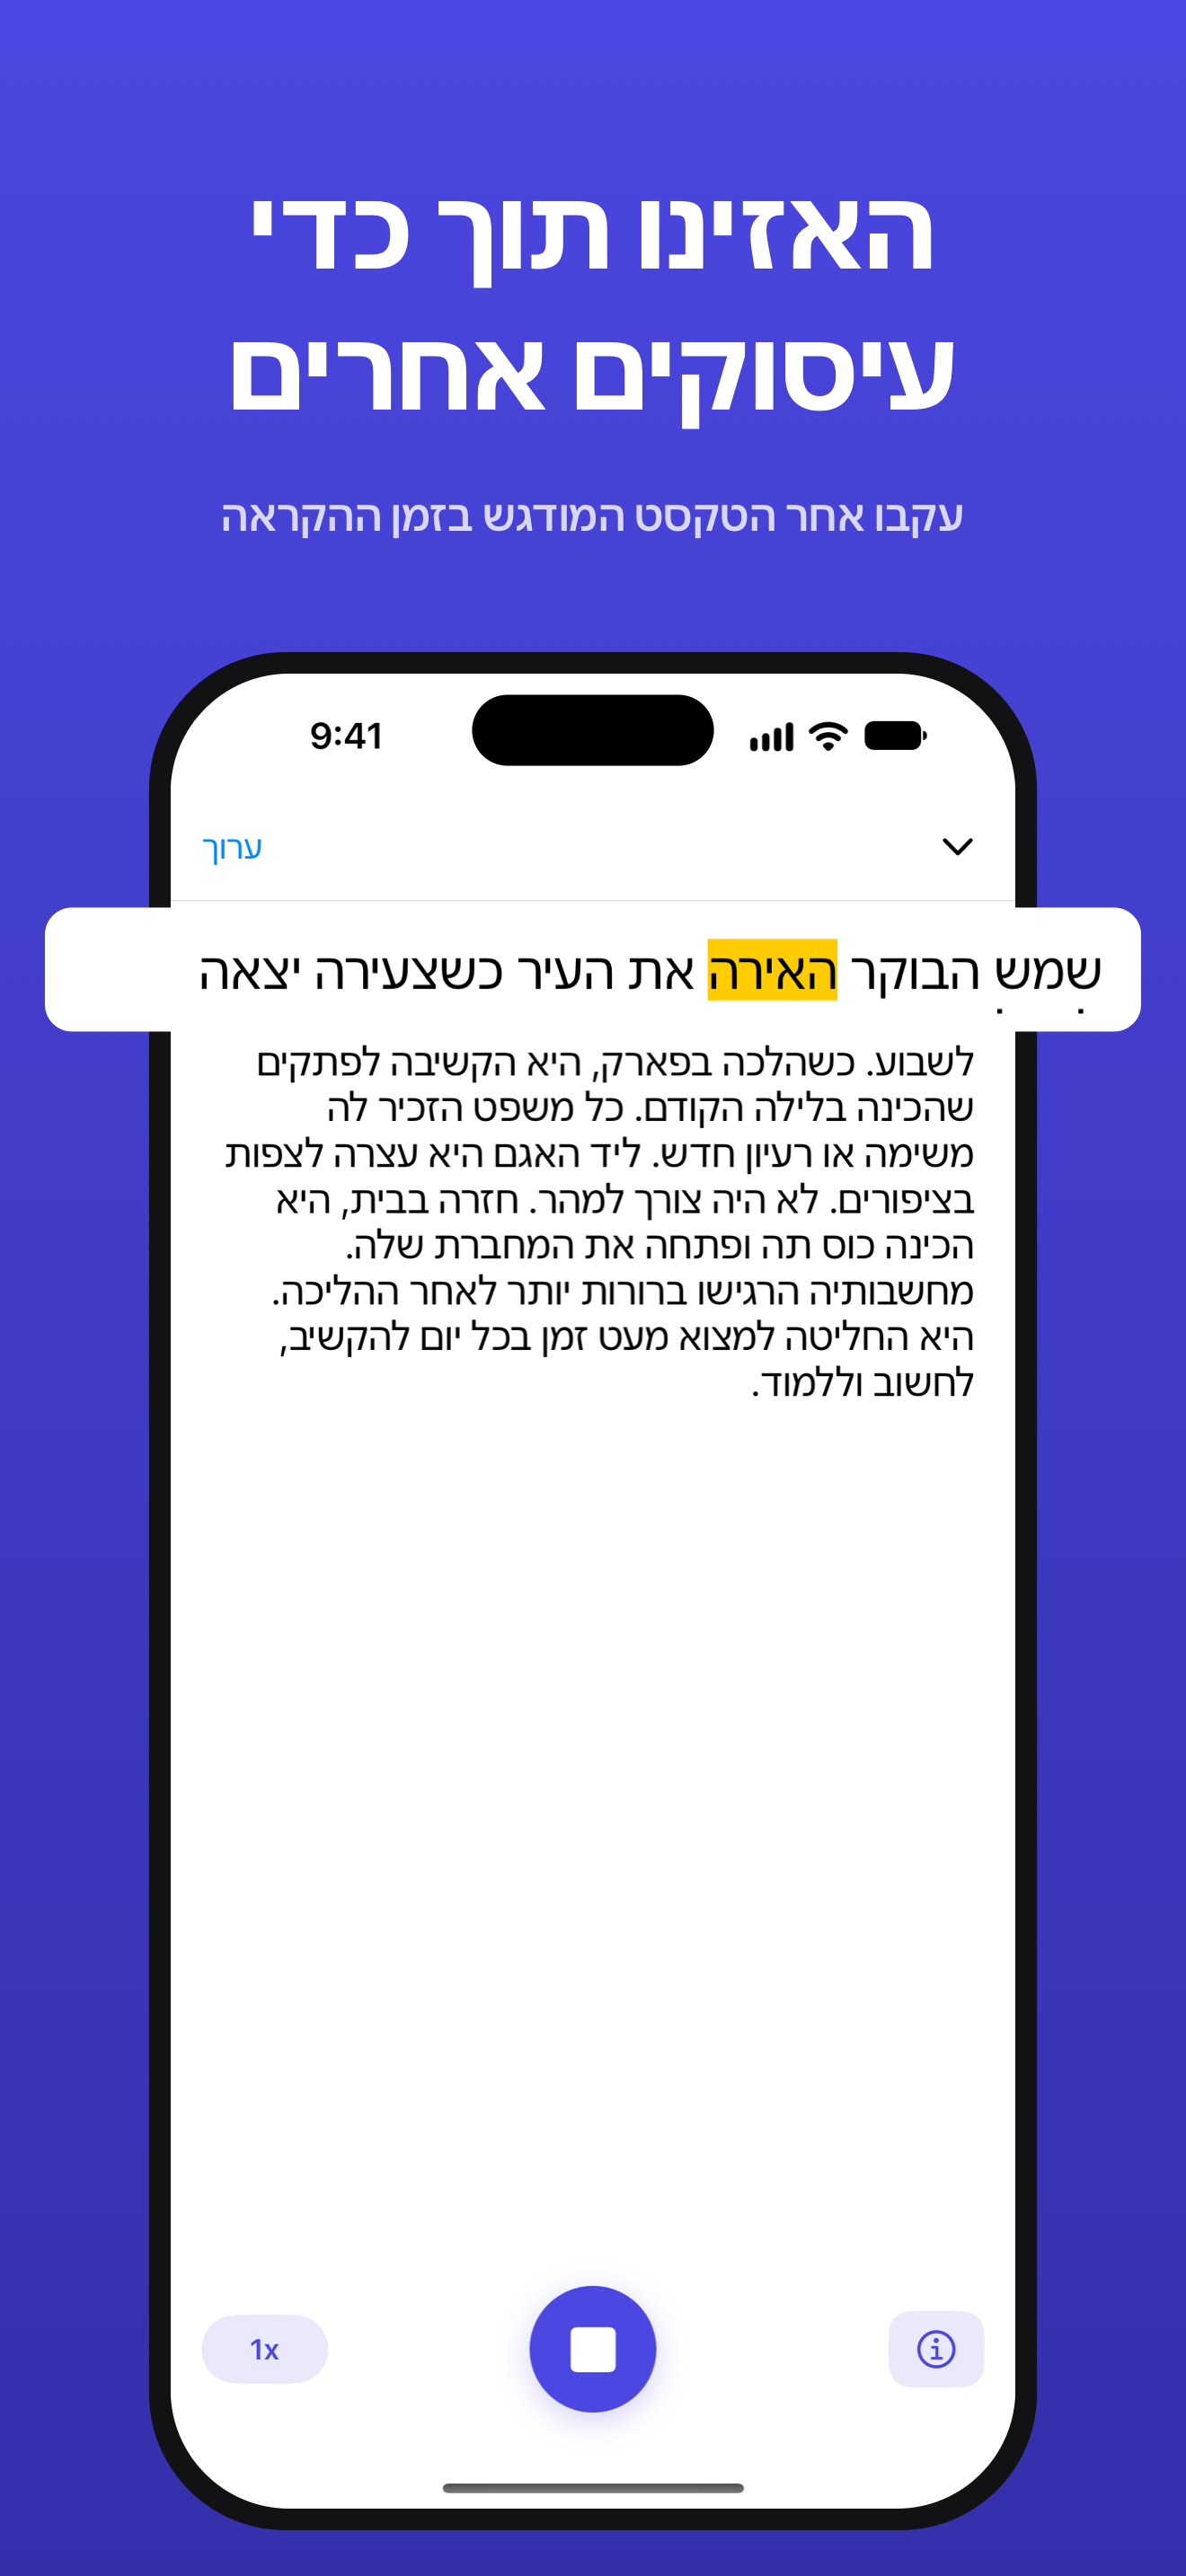 האזינו תוך כדי
עיסוקים אחרים
עקבו אחר הטקסט המודגש בזמן ההקראה
9:41
ערוך
שמש הבוקר האירה את העיר כשצעירה יצאה
לשבוע. כשהלכה בפארק, היא הקשיבה לפתקים
שהכינה בלילה הקודם. כל משפט הזכיר לה
משימה או רעיון חדש. ליד האגם היא עצרה לצפות
בציפורים. לא היה צורך למהר. חזרה בבית, היא
הכינה כוס תה ופתחה את המחברת שלה.
מחשבותיה הרגישו ברורות יותר לאחר ההליכה.
היא החליטה למצוא מעט זמן בכל יום להקשיב,
לחשוב וללמוד.
1x